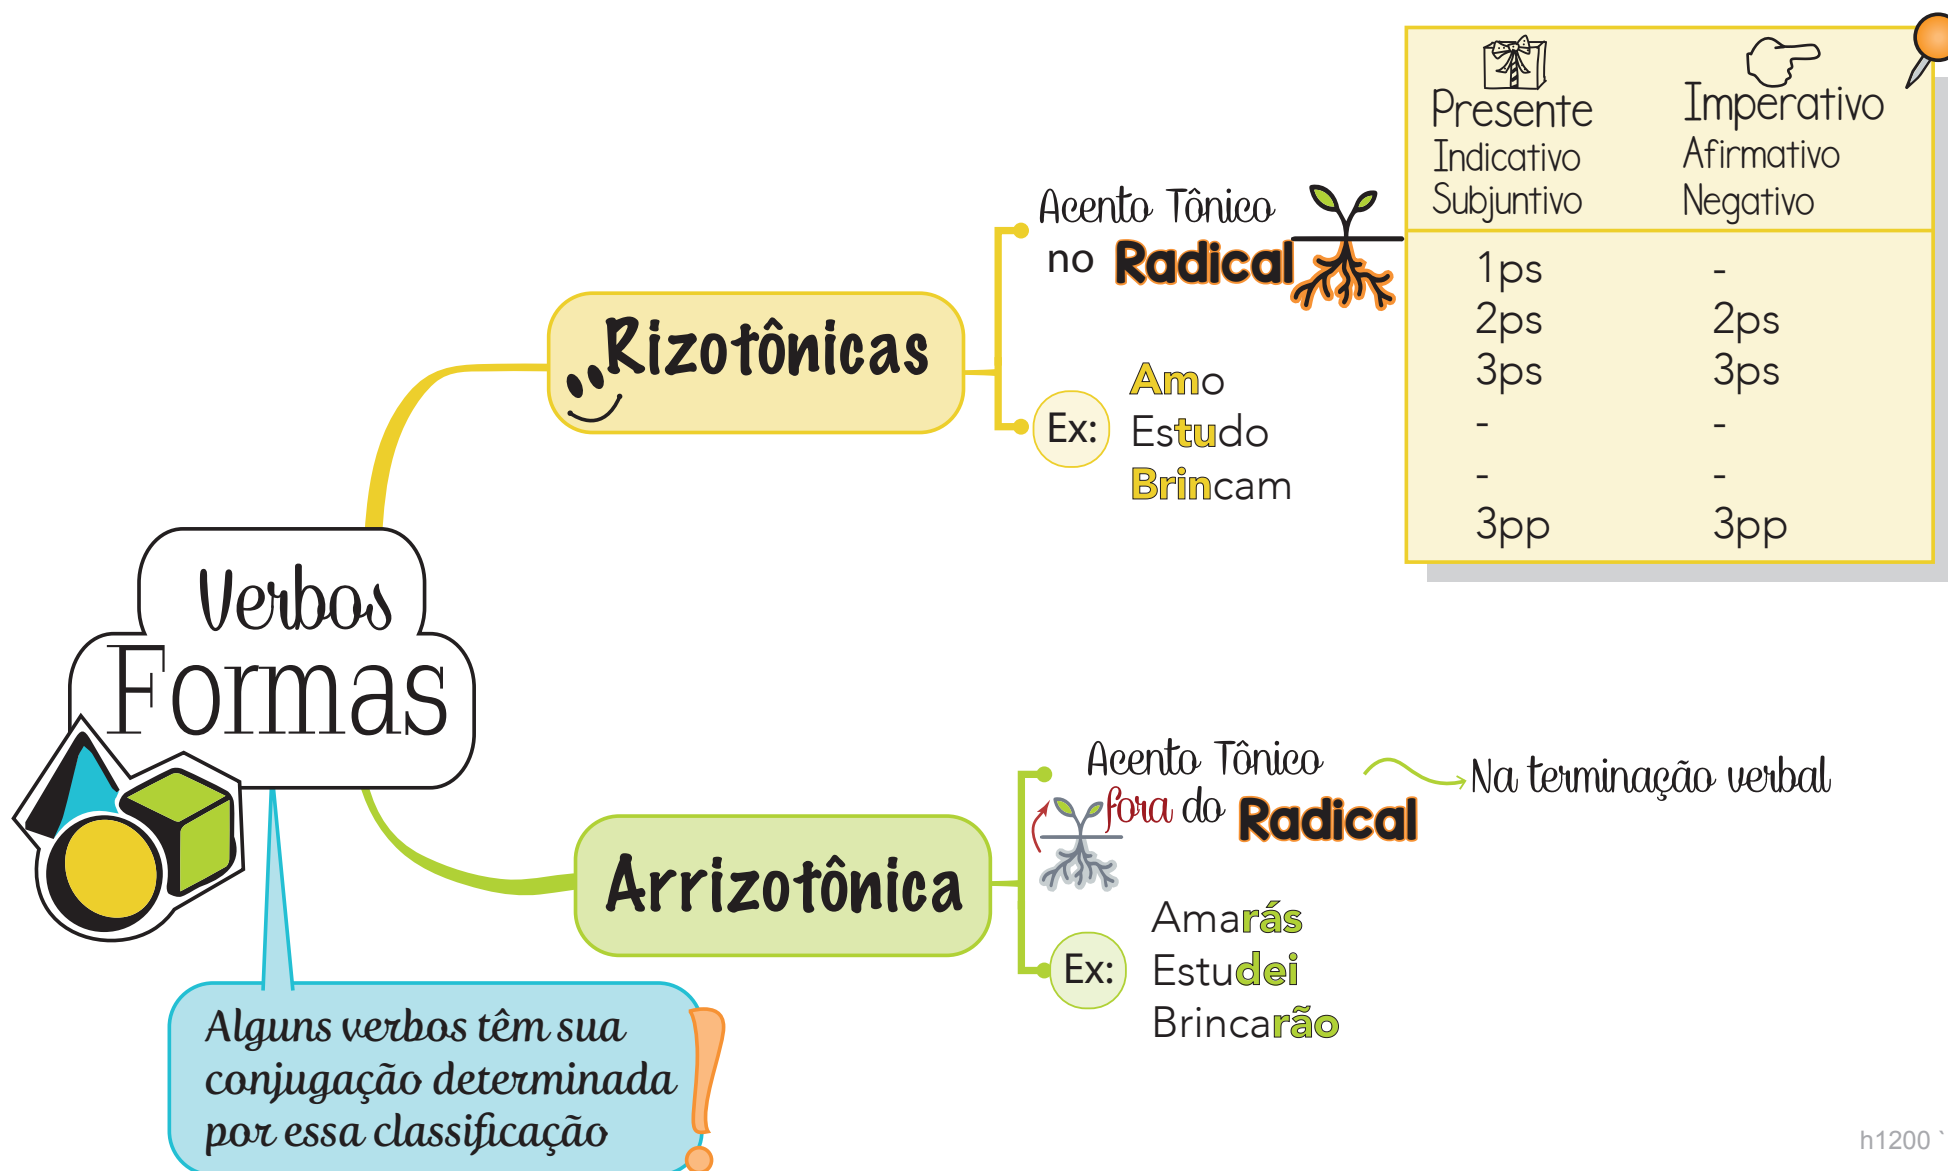 Presente
Imperativo
Indicativo
Afirmativo
Subjuntivo
Negativo
1ps
-
2ps
2ps
3ps
3ps
-
-
-
-
3pp
3pp
Acento Tônico
no Radical
Rizotônicas
Ex:
Amo
Estudo
Brincam
Verbos
Formas
Acento Tônico
fora do Radical
Na terminação verbal
Arrizotônica
Ex:
Amarás
Estudei
Brincarão
Alguns verbos têm sua
conjugação determinada
por essa classificação
!
h1200 `